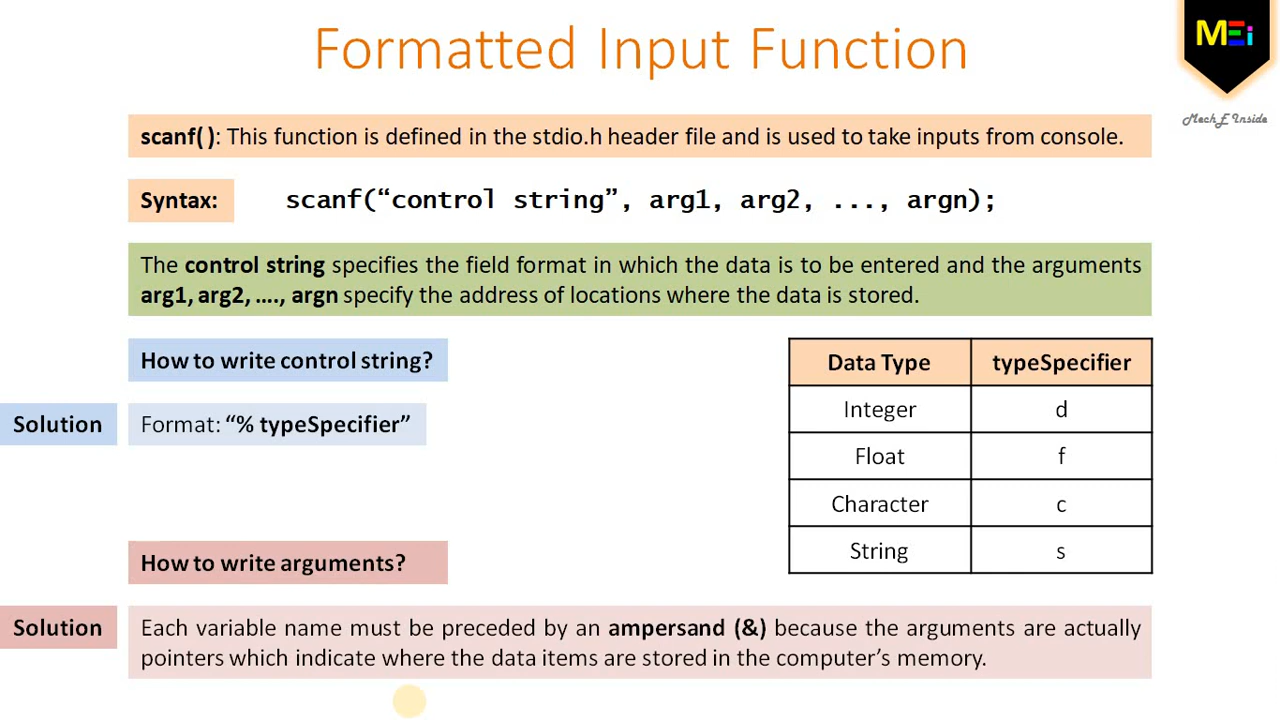 Formatted Input Function
MEi
MechE Inside
scanf( ): This function is defined in the stdio.h header file and is used to take inputs from console.
Syntax: scanf(“control string”, arg1, arg2, ..., argn);
The control string specifies the field format in which the data is to be entered and the arguments
arg1, arg2, ...., argn specify the address of locations where the data is stored.
How to write control string?
Solution Format: “% typeSpecifier”
Data Type typeSpecifier
Integer d
Float f
Character c
String s
How to write arguments?
Solution Each variable name must be preceded by an ampersand (&) because the arguments are actually
pointers which indicate where the data items are stored in the computer’s memory.